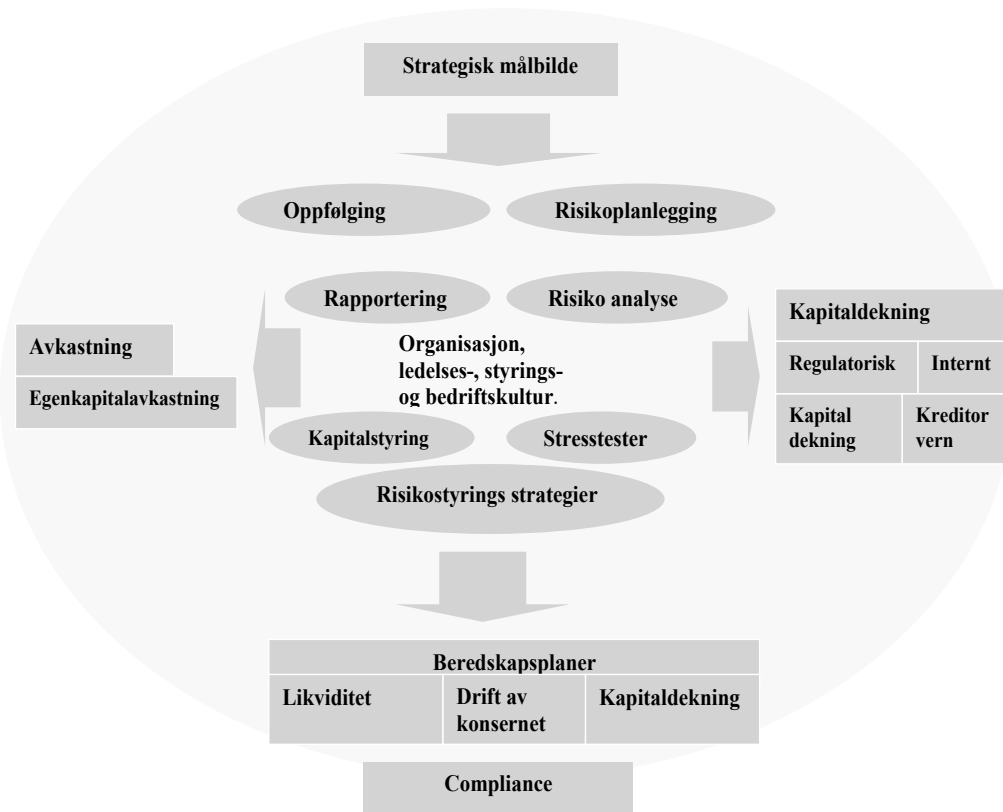 Strategisk målbilde
Oppfølging
Risikoplanlegging
Rapportering
Risiko analyse
Organisasjon,
ledelses-, styrings-
og bedriftskultur.
Avkastning
Egenkapitalavkastning
Kapitaldekning
Regulatorisk
Internt
Kapital
dekning
Kreditor
vern
Kapitalstyring
Stresstester
Risikostyrings strategier
Beredskapsplaner
Likviditet
Drift av
konsernet
Kapitaldekning
Compliance